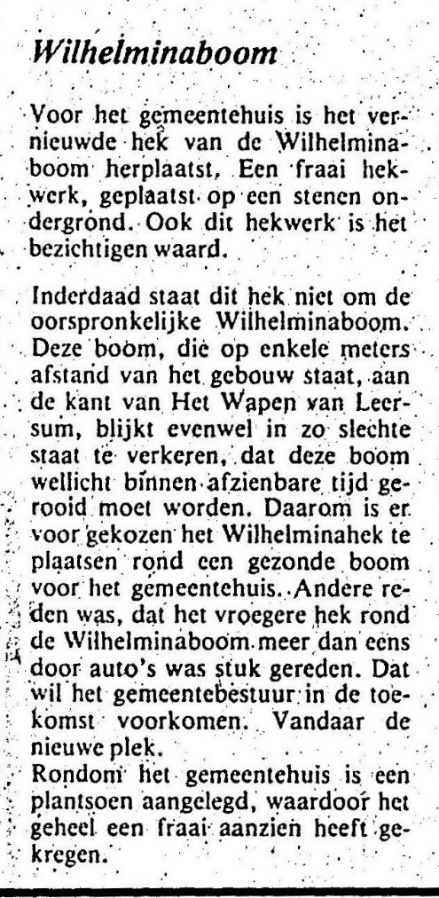 Wilhelminaboom
Voor het gemeentehuis is het ver-
nieuwde hek van de Wilhelmina-
boom herplaatst. Een fraai hek-
werk, geplaatst op een stenen on-
dergrond. Ook dit hekwerk is het
bezichtigen waard.
Inderdaad staat dit hek niet om de
oorspronkelijke Wilhelminaboom.
Deze boom, die op enkele meters
afstand van het gebouw staat, aan
de kant van Het Wapen van Leer-
sum, blijkt evenwel in zo slechte
staat te verkeren, dat deze boom
wellicht binnen afzienbare tijd ge-
rooid moet worden. Daarom is er
voor gekozen het Wilhelminahek te
plaatsen rond een gezonde boom
voor het gemeentehuis. Andere re-
den was, dat het vroegere hek rond
de Wilhelminaboom meer dan eens
door auto's was stuk gereden. Dat
wil het gemeentebestuur in de toe-
komst voorkomen. Vandaar de
nieuwe plek.
Rondom het gemeentehuis is een
plantsoen aangelegd, waardoor het
geheel een fraai aanzien heeft ge-
kregen.